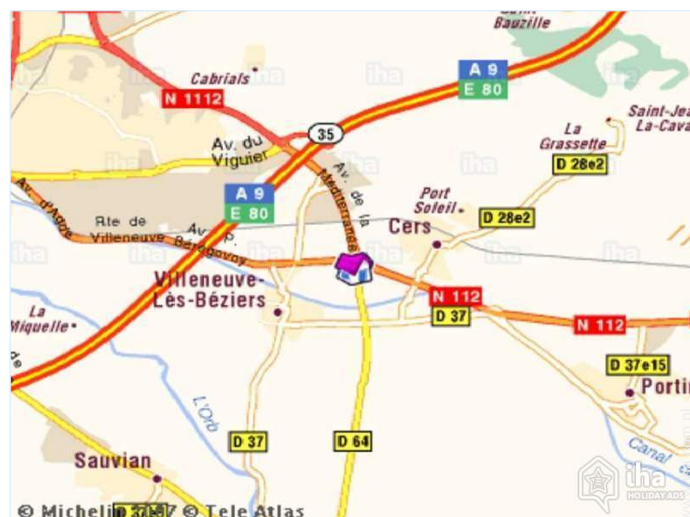 Saint-
Bauzille
Cabrials
A 9
E 80
N 1112
35
Saint-Jea
La-Cava
La
Grassette
D 28e2
Av. du
Viguier
Av. de la
Méditerranée
Port
Soleil
A 9
E 80
D 28e2
Av. d'Agde
Rte de
Villeneuve
Av. P.
Bérégovoy
Cers
Villeneuve-
Lès-Béziers
N 112
D 37
N 112
La
Miquelle
de
D 37e15
Portir
L'Orb
D 37
D 64
Canal
Sauvian
© Michelin © Tele Atlas
iha
HOLIDAY ADS